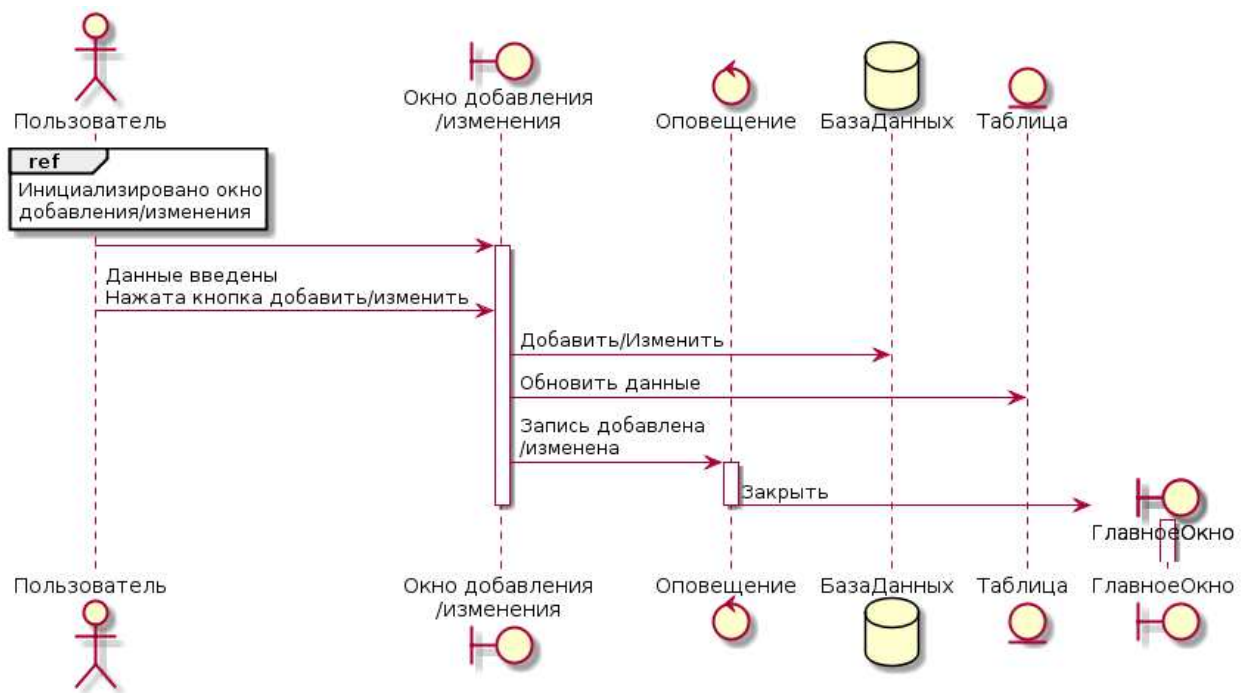 Пользователь
Окно добавления
/изменения
Оповещение
БазаДанных
Таблица
ref
Инициализировано окно
добавления/изменения
Данные введены
Нажата кнопка добавить/изменить
Добавить/Изменить
Обновить данные
Запись добавлена
/изменена
Закрыть
ГлавноеОкно
Пользователь
Окно добавления
/изменения
Оповещение
БазаДанных
Таблица
ГлавноеОкно